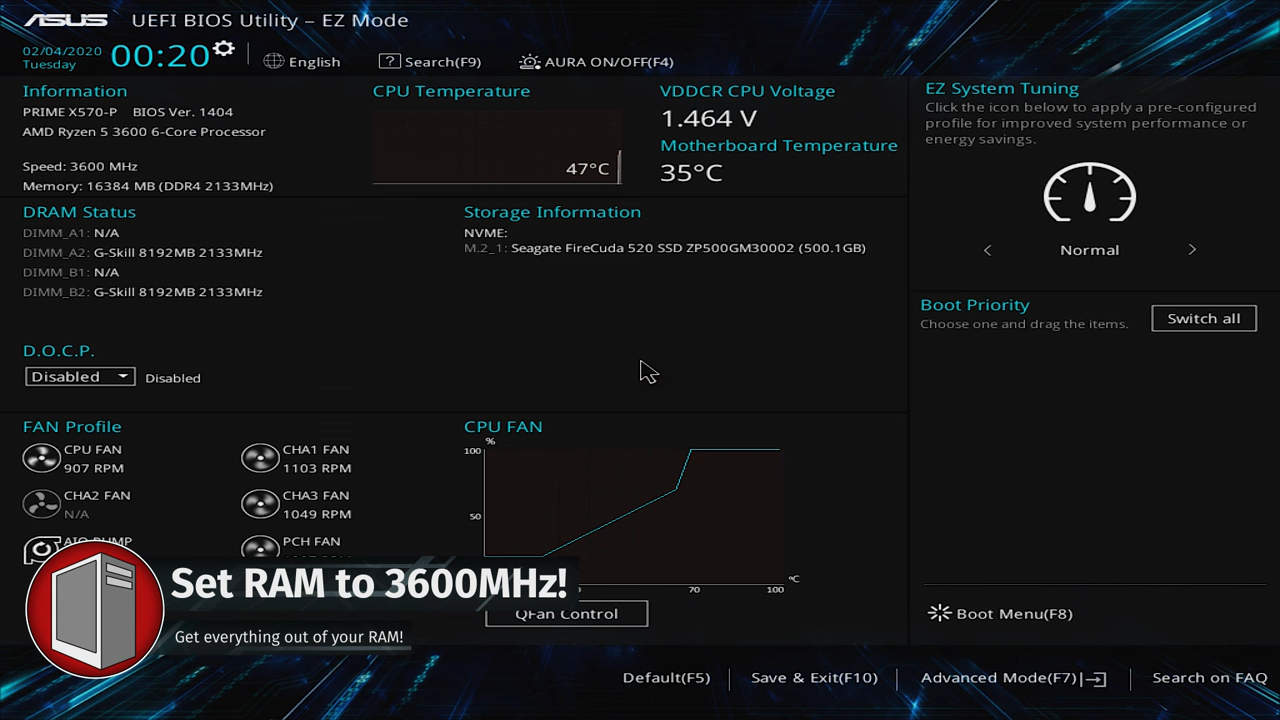 ASUS UEFI BIOS Utility – EZ Mode
02/04/2020
Tuesday
00:20
English
Search(F9)
AURA ON/OFF(F4)
Information
PRIME X570-P BIOS Ver. 1404
AMD Ryzen 5 3600 6-Core Processor
Speed: 3600 MHz
Memory: 16384 MB (DDR4 2133MHz)
CPU Temperature
47°C
VDDCR CPU Voltage
1.464 V
Motherboard Temperature
35°C
EZ System Tuning
Click the icon below to apply a pre-configured
profile for improved system performance or
energy savings.
< Normal >
DRAM Status
DIMM_A1: N/A
DIMM_A2: G-Skill 8192MB 2133MHz
DIMM_B1: N/A
DIMM_B2: G-Skill 8192MB 2133MHz
Storage Information
NVME:
M.2_1: Seagate FireCuda 520 SSD ZP500GM30002 (500.1GB)
D.O.C.P.
Disabled Disabled
Boot Priority
Choose one and drag the items.
Switch all
FAN Profile
CPU FAN
907 RPM
CHA1 FAN
1103 RPM
CHA2 FAN
N/A
CHA3 FAN
1049 RPM
PCH FAN
CPU FAN
%
100
50
70
100
°C
QFan Control
Set RAM to 3600MHz!
Get everything out of your RAM!
Boot Menu(F8)
Default(F5)
Save & Exit(F10)
Advanced Mode(F7)
Search on FAQ